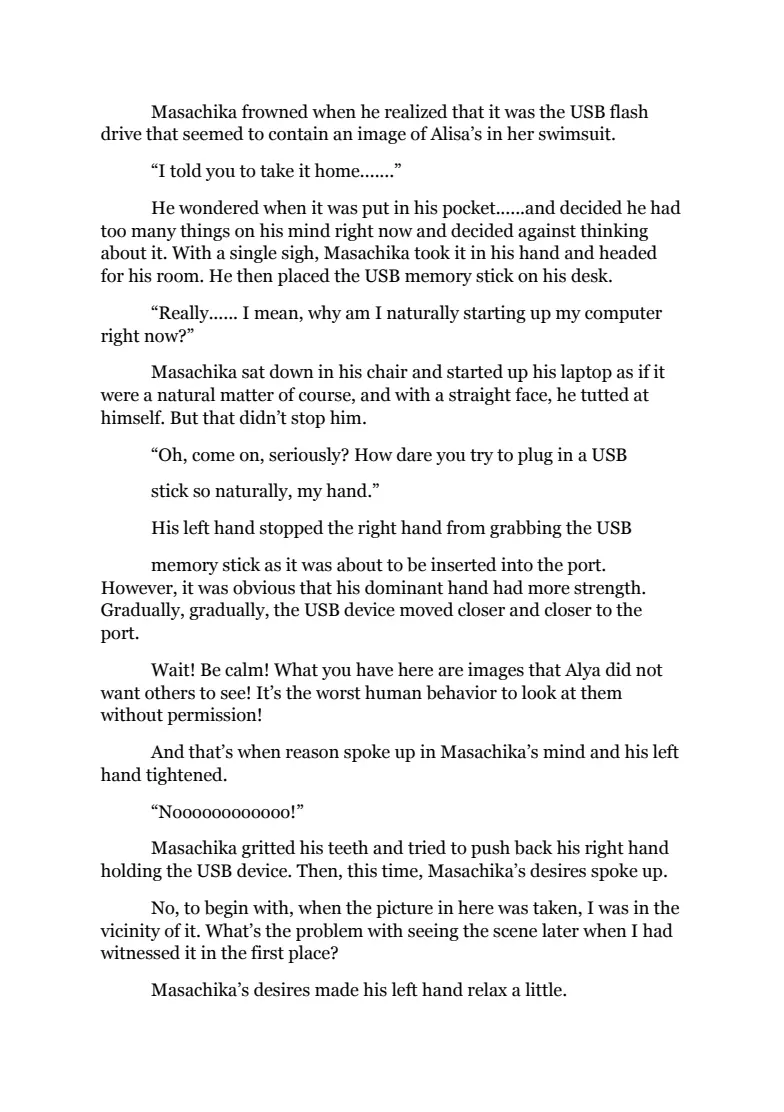 Masachika frowned when he realized that it was the USB flash
drive that seemed to contain an image of Alisa’s in her swimsuit.
“I told you to take it home.......”
He wondered when it was put in his pocket......and decided he had
too many things on his mind right now and decided against thinking
about it. With a single sigh, Masachika took it in his hand and headed
for his room. He then placed the USB memory stick on his desk.
“Really...... I mean, why am I naturally starting up my computer
right now?”
Masachika sat down in his chair and started up his laptop as if it
were a natural matter of course, and with a straight face, he tutted at
himself. But that didn’t stop him.
“Oh, come on, seriously? How dare you try to plug in a USB
stick so naturally, my hand.”
His left hand stopped the right hand from grabbing the USB
memory stick as it was about to be inserted into the port.
However, it was obvious that his dominant hand had more strength.
Gradually, gradually, the USB device moved closer and closer to the
port.
Wait! Be calm! What you have here are images that Alya did not
want others to see! It’s the worst human behavior to look at them
without permission!
And that’s when reason spoke up in Masachika’s mind and his left
hand tightened.
“Noooooooooooo!”
Masachika gritted his teeth and tried to push back his right hand
holding the USB device. Then, this time, Masachika’s desires spoke up.
No, to begin with, when the picture in here was taken, I was in the
vicinity of it. What’s the problem with seeing the scene later when I had
witnessed it in the first place?
Masachika’s desires made his left hand relax a little.